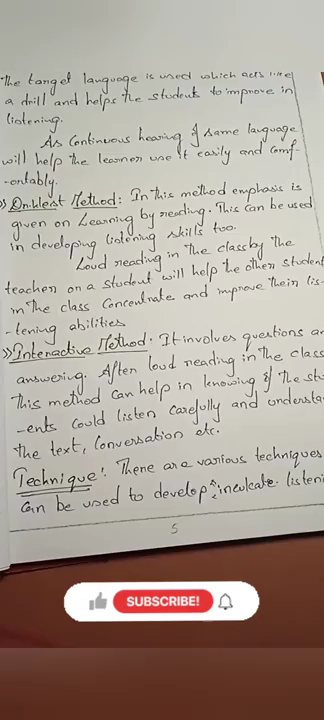 The target language is used which acts like
a drill and helps the students to improve in
listening.
As Continuous hearing of same language
will help the learner use it easily and comf-
-ortably.
Method: In this method emphasis is
given on Learning by reading. This can be used
in developing listening skills too.
Loud reading in the class by the
teacher on a student will help the other student
in the class Concentrate and improve their lis-
-tening abilities
» Interactive Method. It involves questions an
answering. After loud reading in the class
This method can help in knowing if the stu
-ents could listen carefully and understa
the text, Conversation etc.
Technique: There are various techniques
can be used to develop inculcate listeni
5
SUBSCRIBE!